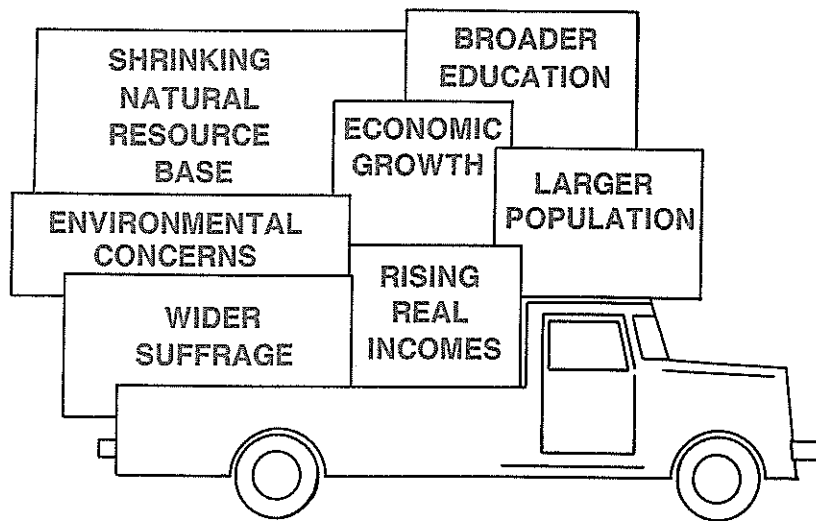 SHRINKING
NATURAL
RESOURCE
BASE
BROADER
EDUCATION
ECONOMIC
GROWTH
LARGER
POPULATION
ENVIRONMENTAL
CONCERNS
WIDER
SUFFRAGE
RISING
REAL
INCOMES